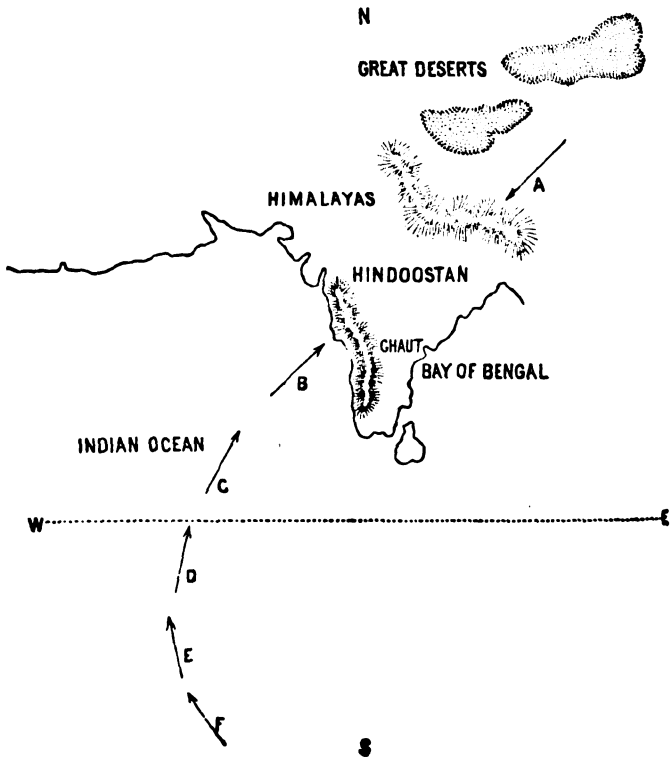 N
GREAT DESERTS
A
HIMALAYAS
HINDOOSTAN
GHAUT
BAY OF BENGAL
B
INDIAN OCEAN
C
W
E
D
E
F
S